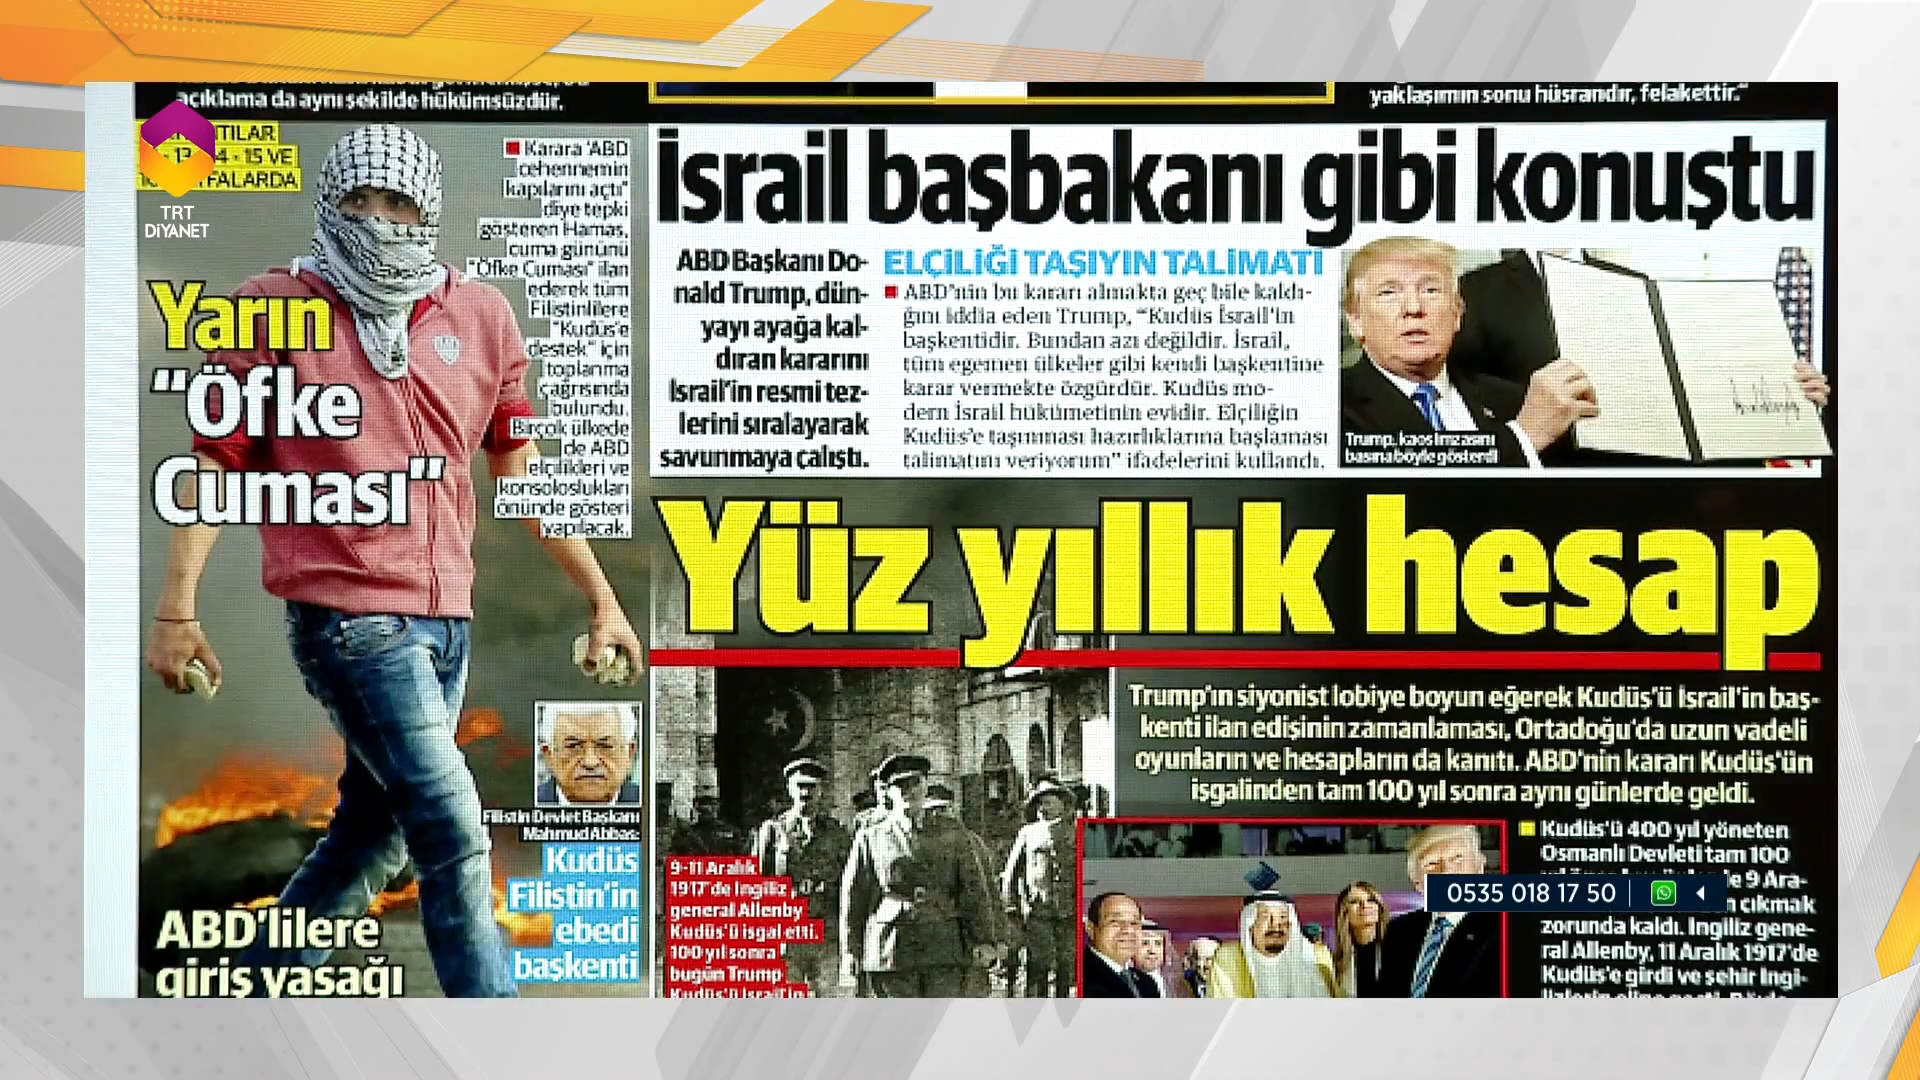 açıklama da aynı şekilde hükümsüzdür.
yaklaşımın sonu hüsrandır, felakettir."
15 VE
TRT
DİYANET
Karara "ABD
cehennemin
kapılarını açtı"
diye tepki
gösteren Hamas,
cuma gününü
"Öfke Cuması" ilan
ederek tüm
Filistinlilere
"Kudüs'e
destek" için
toplanma
çağrısında
bulundu.
Birçok ülkede
de ABD
elçilikleri ve
konsoloslukları
önünde gösteri
yapılacak.
Yarın
"Öfke
Cuması"
Filistin Devlet Başkanı
Mahmud Abbas:
Kudüs
Filistin'in
ebedi
başkenti
ABD'lilere
giriş yasağı
İsrail başbakanı gibi konuştu
ABD Başkanı Do-
nald Trump, dün-
yayı ayağa kal-
dıran kararını
İsrail'in resmi tez-
lerini sıralayarak
savunmaya çalıştı.
ELÇİLİĞİ TAŞIYIN TALİMATI
ABD'nin bu kararı almakta geç bile kaldı-
ğını iddia eden Trump, "Kudüs İsrail'in
başkentidir. Bundan azı değildir. İsrail,
tüm egemen ülkeler gibi kendi başkentine
karar vermekte özgürdür. Kudüs mo-
dern İsrail hükümetinin evidir. Elçiliğin
Kudüs'e taşınması hazırlıklarına başlaması
talimatını veriyorum" ifadelerini kullandı.
Trump, kaos imzasını
basına böyle gösterdi
Yüz yıllık hesap
Trump'ın siyonist lobiye boyun eğerek Kudüs'ü İsrail'in baş-
kenti ilan edişinin zamanlaması, Ortadoğu'da uzun vadeli
oyunların ve hesapların da kanıtı. ABD'nin kararı Kudüs'ün
işgalinden tam 100 yıl sonra aynı günlerde geldi.
9-11 Aralık
1917'de İngiliz
general Allenby
Kudüs'ü işgal etti.
100 yıl sonra
bugün Trump
Kudüs'ü İsrail'in
Kudüs'ü 400 yıl yöneten
Osmanlı Devleti tam 100
9 Ara-
çıkmak
zorunda kaldı. İngiliz gene-
ral Allenby, 11 Aralık 1917'de
Kudüs'e girdi ve şehir İngi-
0535 018 17 50